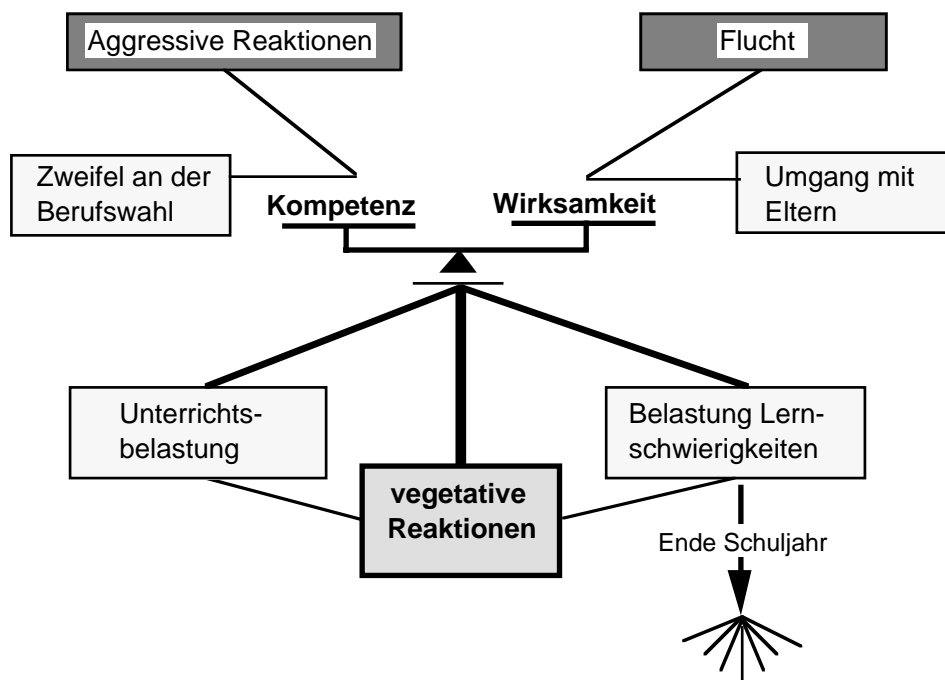 Aggressive Reaktionen
Flucht
Zweifel an der
Berufswahl
Umgang mit
Eltern
Kompetenz
Wirksamkeit
Unterrichts-
belastung
Belastung Lern-
schwierigkeiten
vegetative
Reaktionen
Ende Schuljahr